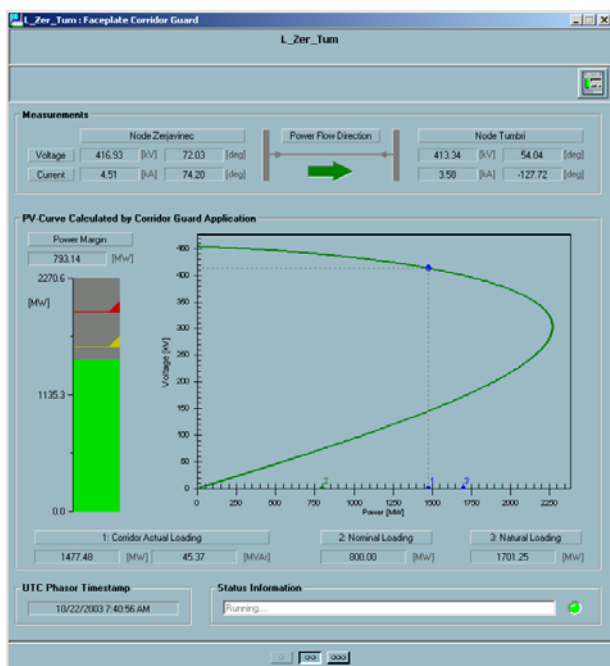 L_Zer_Tum : Faceplate Corridor Guard
L_Zer_Tum
Measurements
Node Zerjavinec
Power Flow Direction
Node Tumbri
Voltage 416.93 [kV] 72.03 [deg] 413.34 [kV] 54.04 [deg]
Current 4.51 [kA] 74.20 [deg] 3.58 [kA] -127.72 [deg]
PV-Curve Calculated by Corridor Guard Application
Power Margin
793.14 [MW]
2270.6
[MW]
1135.3
0.0
Voltage [kV]
450
400
350
300
250
200
150
100
50
0
2 1 3
0 250 500 750 1000 1250 1500 1750 2000 2250
Power [MW]
1: Corridor Actual Loading 2: Nominal Loading 3: Natural Loading
1477.48 [MW] 45.37 [MVAr] 800.00 [MW] 1701.25 [MW]
UTC Phasor Timestamp
10/22/2003 7:40:56 AM
Status Information
Running...